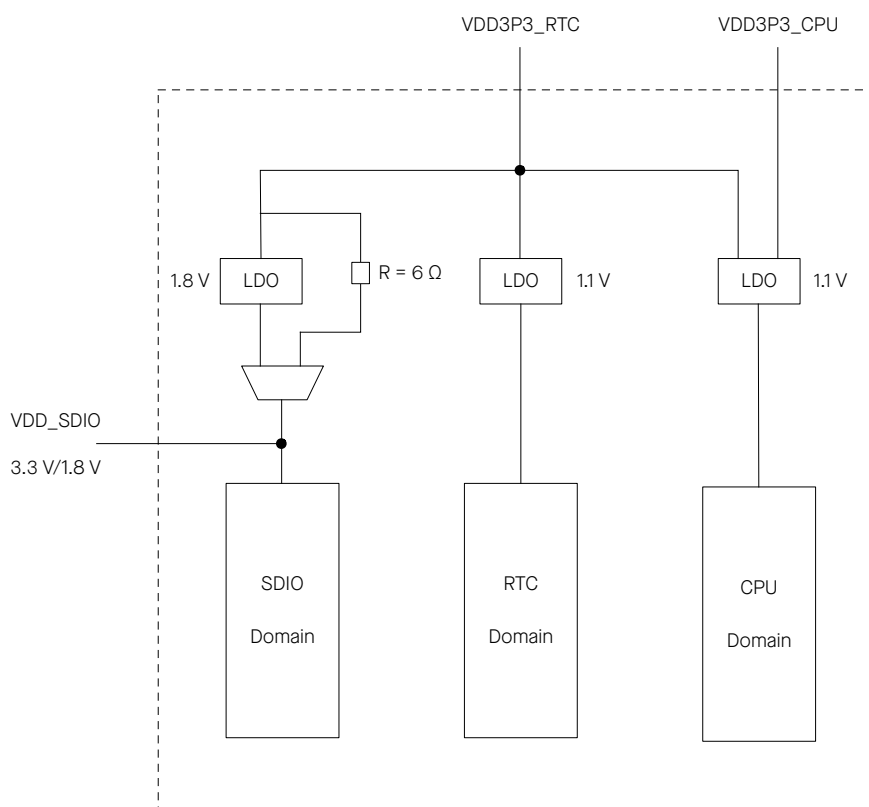 VDD3P3_RTC
VDD3P3_CPU
1.8 V
LDO
R = 6 Ω
LDO
1.1 V
LDO
1.1 V
VDD_SDIO
3.3 V/1.8 V
SDIO
Domain
RTC
Domain
CPU
Domain